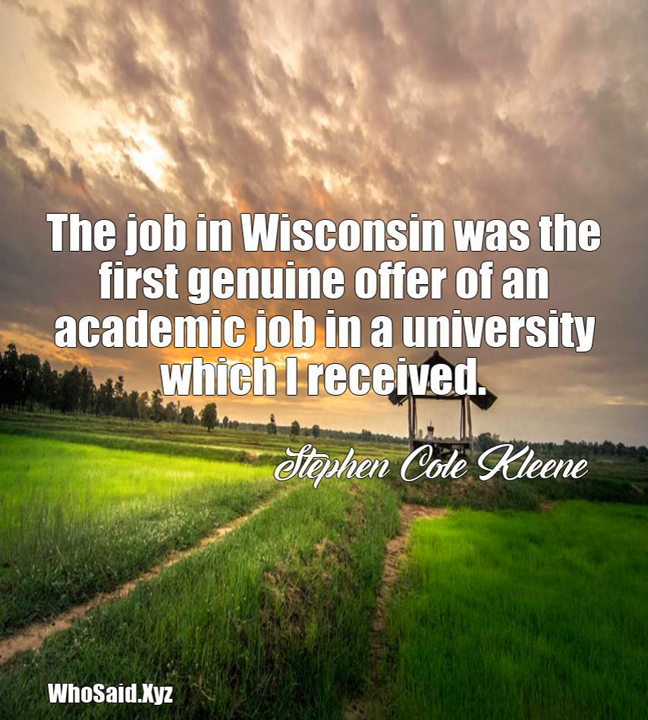 The job in Wisconsin was the
first genuine offer of an
academic job in a university
which I received.
Stephen Cole Kleene
WhoSaid.Xyz